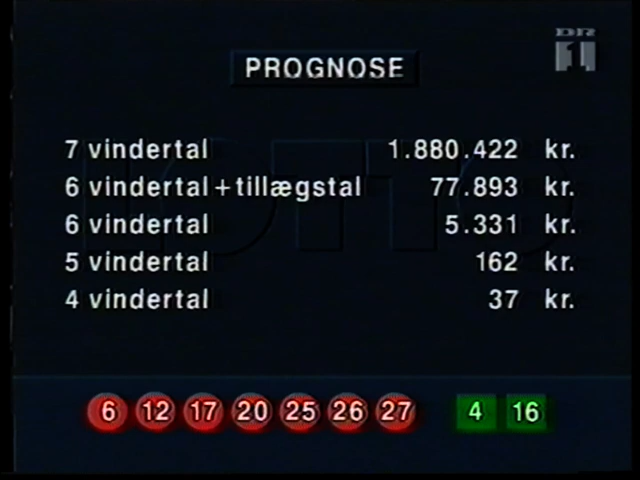 DR
1
PROGNOSE
7 vindertal 1.880.422 kr.
6 vindertal + tillægstal 77.893 kr.
6 vindertal 5.331 kr.
5 vindertal 162 kr.
4 vindertal 37 kr.
LOTTO
6 12 17 20 25 26 27 4 16